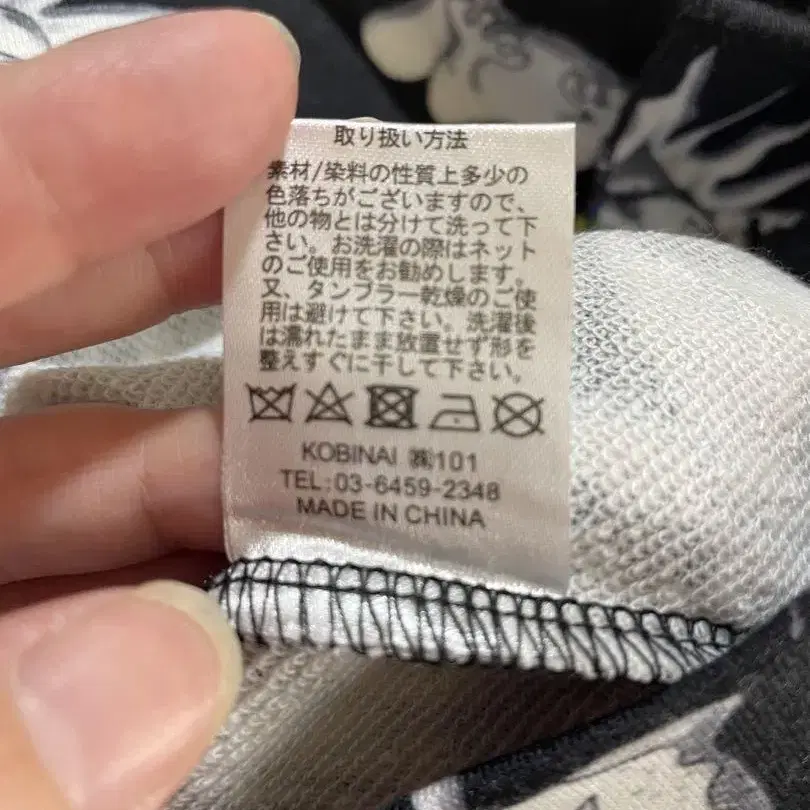 取り扱い方法
素材/染料の性質上多少の
色落ちがございますので、
他の物とは分けて洗って下
さい。お洗濯の際はネット
のご使用をお勧めします。
又、タンブラー乾燥のご使
用は避けて下さい。洗濯後
は濡れたまま放置せず形を
整えすぐに干して下さい。
KOBINAI ㈱101
TEL:03-6459-2348
MADE IN CHINA